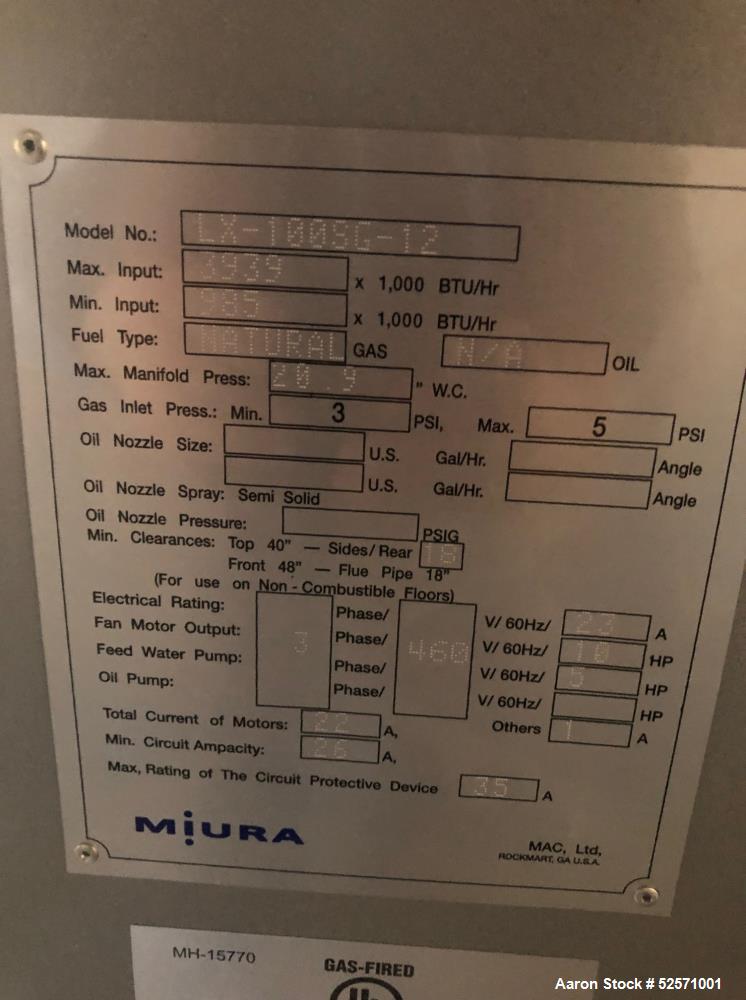 Model No.: LX-100SG-12
Max. Input: 3939 x 1,000 BTU/Hr
Min. Input: 985 x 1,000 BTU/Hr
Fuel Type: NATURAL GAS N/A OIL
Max. Manifold Press: 20.9 " W.C.
Gas Inlet Press.: Min. 3 PSI, Max. 5 PSI
Oil Nozzle Size: U.S. Gal/Hr. Angle
U.S. Gal/Hr. Angle
Oil Nozzle Spray: Semi Solid
Oil Nozzle Pressure: PSIG
Min. Clearances: Top 40" — Sides/Rear 18
Front 48" — Flue Pipe 18"
(For use on Non-Combustible Floors)
Electrical Rating: 3 Phase/ 460 V/ 60Hz/ 23 A
Fan Motor Output: Phase/ V/ 60Hz/ 10 HP
Feed Water Pump: Phase/ V/ 60Hz/ 5 HP
Oil Pump: Phase/ V/ 60Hz/ HP
Total Current of Motors: 22 A, Others 1 A
Min. Circuit Ampacity: 26 A,
Max, Rating of The Circuit Protective Device 35 A
MIURA
MAC, Ltd,
ROCKMART, GA U.S.A.
MH-15770
GAS-FIRED
UL
Aaron Stock # 52571001